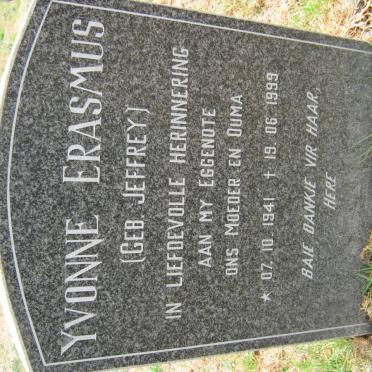 YVONNE ERASMUS
(GEB. JEFFREY)
IN LIEFDEVOLLE HERINNERING
AAN MY EGGENOTE
ONS MOEDER EN OUMA
★ 07.10.1941 † 19.06.1999
BAIE DANKIE VIR HAAR,
HERE